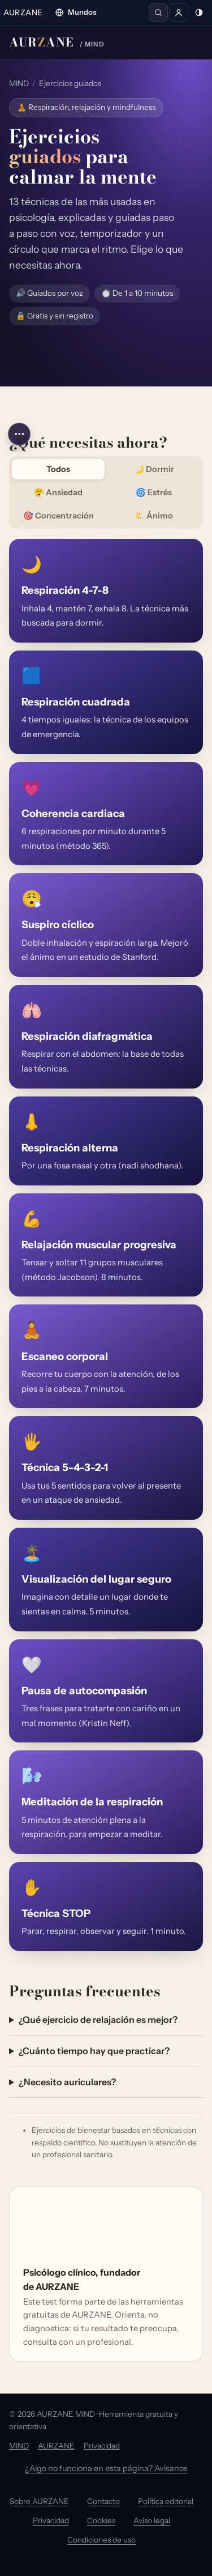 AURZANE Mundos
AURZANE / MIND
MIND / Ejercicios guiados
Respiración, relajación y mindfulness
Ejercicios
guiados para
calmar la mente
13 técnicas de las más usadas en
psicología, explicadas y guiadas paso
a paso con voz, temporizador y un
círculo que marca el ritmo. Elige lo que
necesitas ahora.
Guiados por voz
De 1 a 10 minutos
Gratis y sin registro
¿Qué necesitas ahora?
Todos
Dormir
Ansiedad
Estrés
Concentración
Ánimo
Respiración 4-7-8
Inhala 4, mantén 7, exhala 8. La técnica más
buscada para dormir.
Respiración cuadrada
4 tiempos iguales: la técnica de los equipos
de emergencia.
Coherencia cardiaca
6 respiraciones por minuto durante 5
minutos (método 365).
Suspiro cíclico
Doble inhalación y espiración larga. Mejoró
el ánimo en un estudio de Stanford.
Respiración diafragmática
Respirar con el abdomen: la base de todas
las técnicas.
Respiración alterna
Por una fosa nasal y otra (nadi shodhana).
Relajación muscular progresiva
Tensar y soltar 11 grupos musculares
(método Jacobson). 8 minutos.
Escaneo corporal
Recorre tu cuerpo con la atención, de los
pies a la cabeza. 7 minutos.
Técnica 5-4-3-2-1
Usa tus 5 sentidos para volver al presente
en un ataque de ansiedad.
Visualización del lugar seguro
Imagina con detalle un lugar donde te
sientas en calma. 5 minutos.
Pausa de autocompasión
Tres frases para tratarte con cariño en un
mal momento (Kristin Neff).
Meditación de la respiración
5 minutos de atención plena a la
respiración, para empezar a meditar.
Técnica STOP
Parar, respirar, observar y seguir. 1 minuto.
Preguntas frecuentes
¿Qué ejercicio de relajación es mejor?
¿Cuánto tiempo hay que practicar?
¿Necesito auriculares?
Ejercicios de bienestar basados en técnicas con
respaldo científico. No sustituyen la atención de
un profesional sanitario.
Psicólogo clínico, fundador
de AURZANE
Este test forma parte de las herramientas
gratuitas de AURZANE. Orienta, no
diagnostica: si tu resultado te preocupa,
consulta con un profesional.
© 2026 AURZANE MIND · Herramienta gratuita y
orientativa
MIND AURZANE Privacidad
¿Algo no funciona en esta página? Avísanos
Sobre AURZANE Contacto Política editorial
Privacidad Cookies Aviso legal
Condiciones de uso